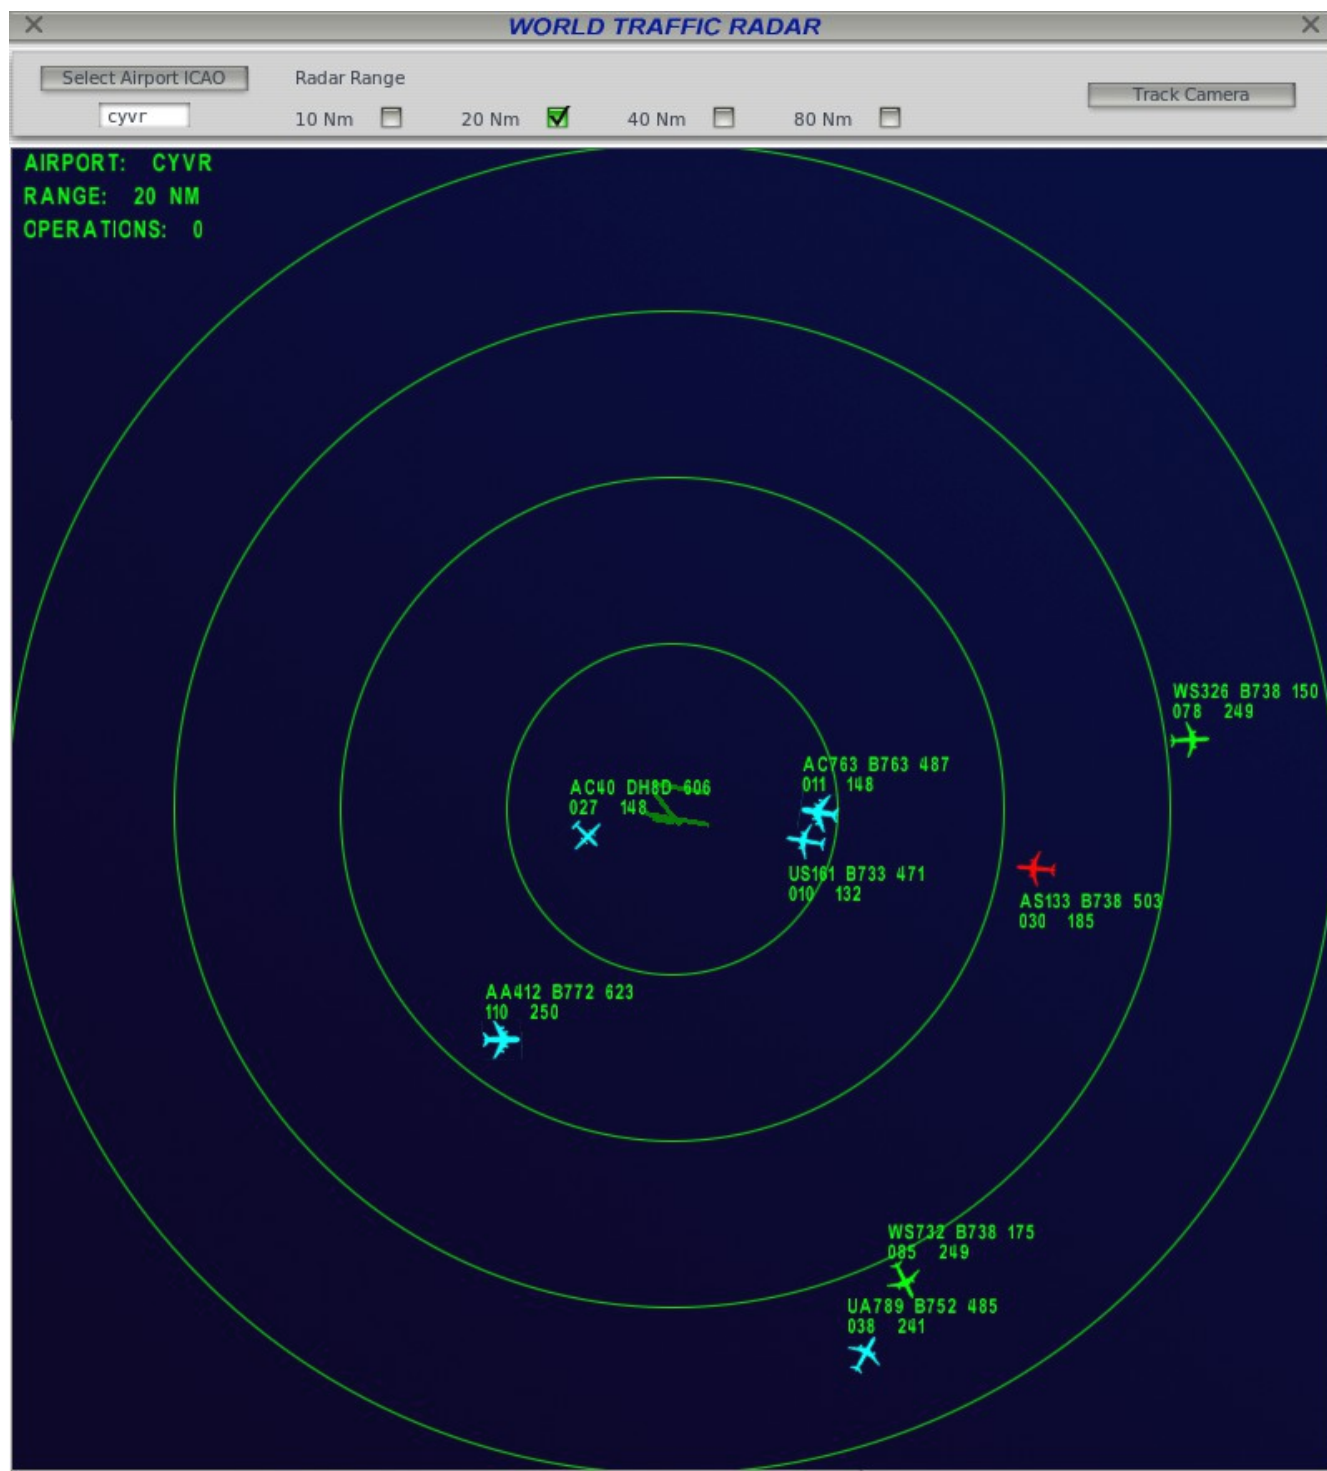 WORLD TRAFFIC RADAR
Select Airport ICAO
Radar Range
Track Camera
cyvr
10 Nm
20 Nm
40 Nm
80 Nm
AIRPORT: CYVR
RANGE: 20 NM
OPERATIONS: 0
WS326 B738 150
078 249
AC763 B763 487
011 148
AC40 DH8D 606
027 148
US161 B733 471
010 132
AS133 B738 503
030 185
AA412 B772 623
110 250
WS732 B738 175
085 249
UA789 B752 485
038 241